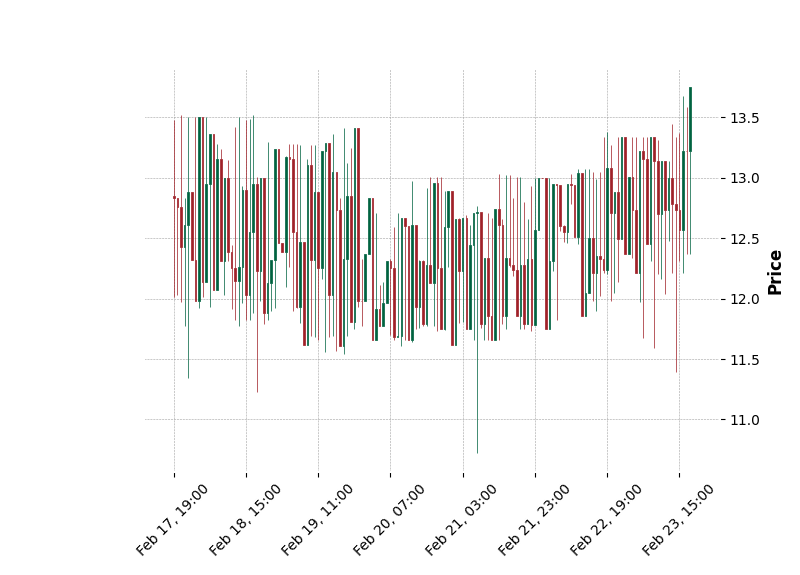 13.5
13.0
12.5
12.0
11.5
11.0
Price
Feb 17, 19:00
Feb 18, 15:00
Feb 19, 11:00
Feb 20, 07:00
Feb 21, 03:00
Feb 21, 23:00
Feb 22, 19:00
Feb 23, 15:00